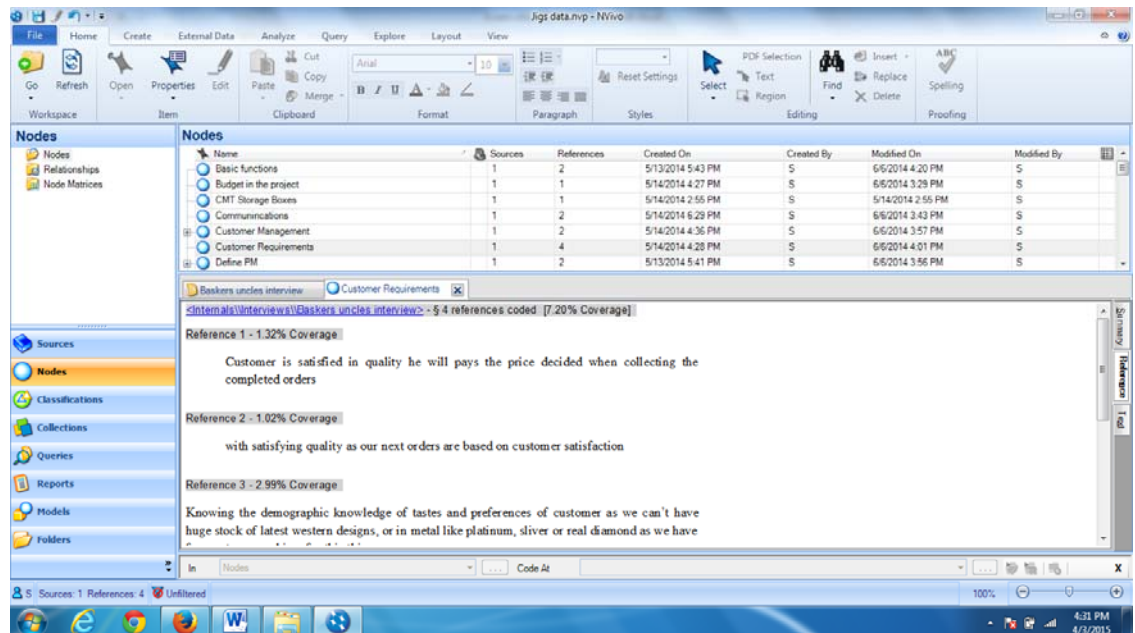 Jigs data.nvp - NVivo
File Home Create External Data Analyze Query Explore Layout View
Go Refresh Open Properties Edit Paste Cut Copy Merge Arial 10 B I U A Reset Settings Select PDF Selection Text Region Find Insert Replace Delete ABC Spelling
Workspace Item Clipboard Format Paragraph Styles Editing Proofing
Nodes
Nodes
Relationships
Node Matrices
Nodes
Name Sources References Created On Created By Modified On Modified By
Basic functions 1 2 5/13/2014 5:43 PM S 6/6/2014 4:20 PM S
Budget in the project 1 1 5/14/2014 4:27 PM S 6/6/2014 3:29 PM S
CMT Storage Boxes 1 1 5/14/2014 2:55 PM S 5/14/2014 2:55 PM S
Communincations 1 2 5/14/2014 6:29 PM S 6/6/2014 3:43 PM S
Customer Management 1 2 5/14/2014 4:36 PM S 6/6/2014 3:57 PM S
Customer Requirements 1 4 5/14/2014 4:28 PM S 6/6/2014 4:01 PM S
Define PM 1 2 5/13/2014 5:41 PM S 6/6/2014 3:56 PM S
Baskers uncles interview Customer Requirements
<Internals\\Interviews\\Baskers uncles interview> - § 4 references coded [7.20% Coverage]
Reference 1 - 1.32% Coverage
Customer is satisfied in quality he will pays the price decided when collecting the
completed orders
Reference 2 - 1.02% Coverage
with satisfying quality as our next orders are based on customer satisfaction
Reference 3 - 2.99% Coverage
Knowing the demographic knowledge of tastes and preferences of customer as we can't have
huge stock of latest western designs, or in metal like platinum, sliver or real diamond as we have
Summary
Reference
Text
Sources
Nodes
Classifications
Collections
Queries
Reports
Models
Folders
In Nodes ... Code At ... X
S Sources: 1 References: 4 Unfiltered 100%
4:31 PM
4/3/2015